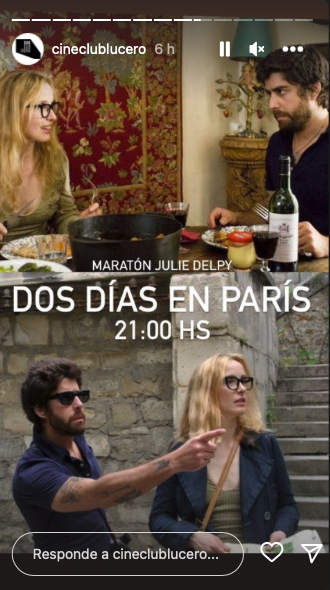 cineclublucero 6 h
MARATÓN JULIE DELPY
DOS DÍAS EN PARÍS
21:00 HS
Responde a cineclublucero...